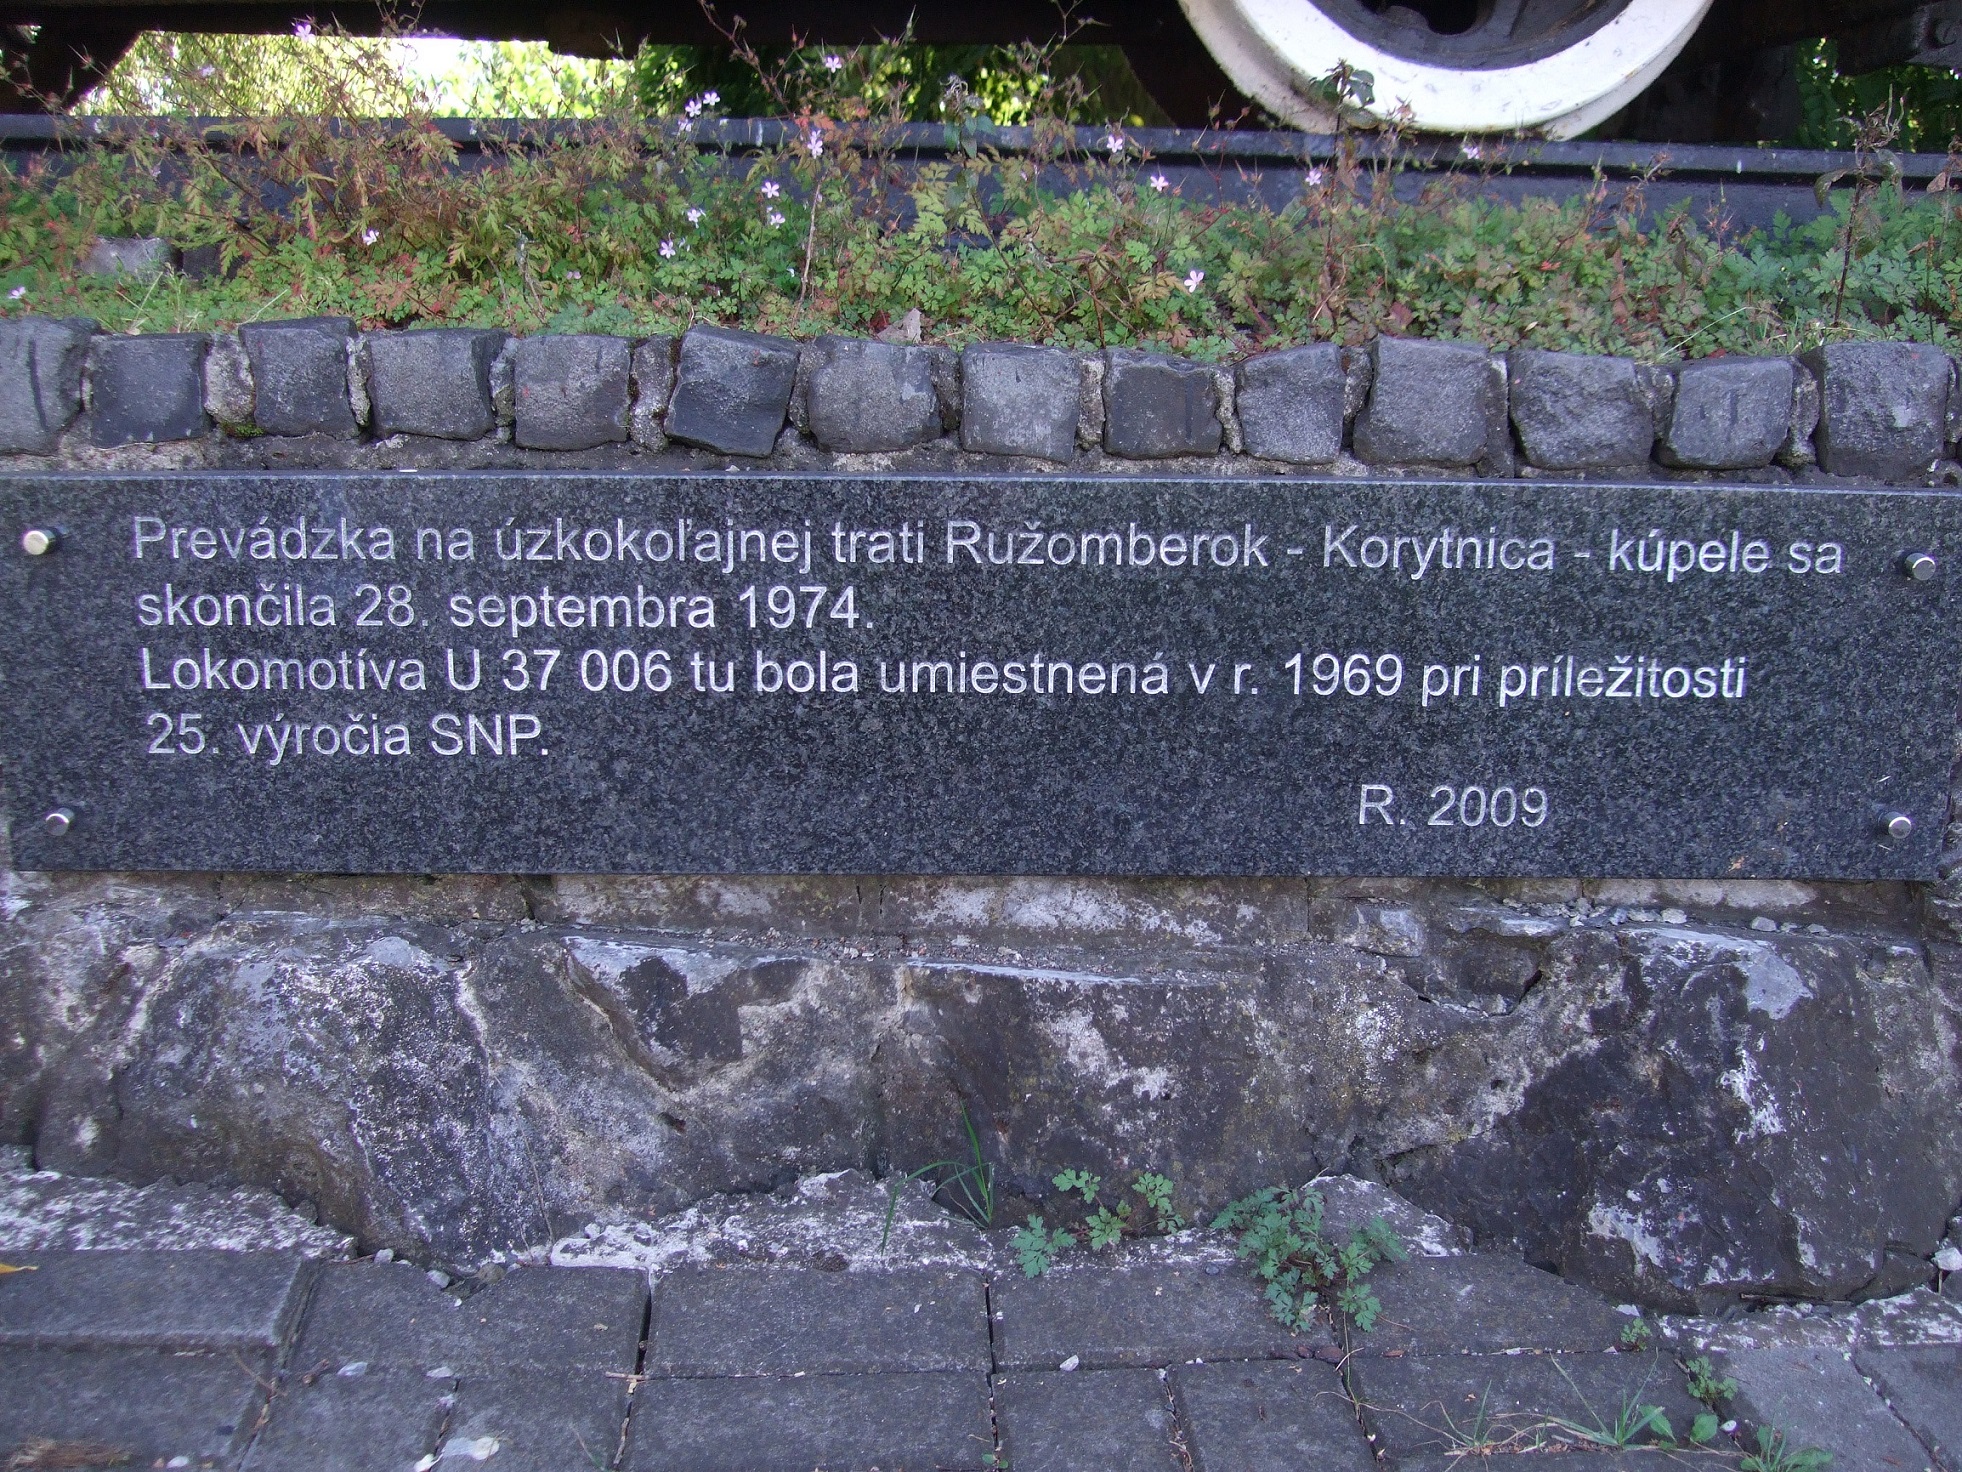 Prevádzka na úzkokoľajnej trati Ružomberok - Korytnica - kúpele sa
skončila 28. septembra 1974.
Lokomotíva U 37 006 tu bola umiestnená v r. 1969 pri príležitosti
25. výročia SNP.
R. 2009